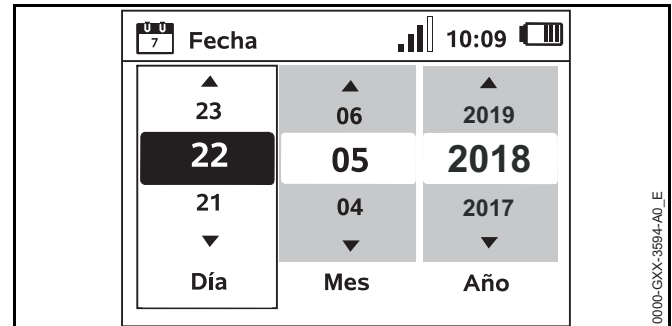 7 Fecha 10:09
23 06 2019
22 05 2018
21 04 2017
Día Mes Año
0000-GXX-3594-A0_E